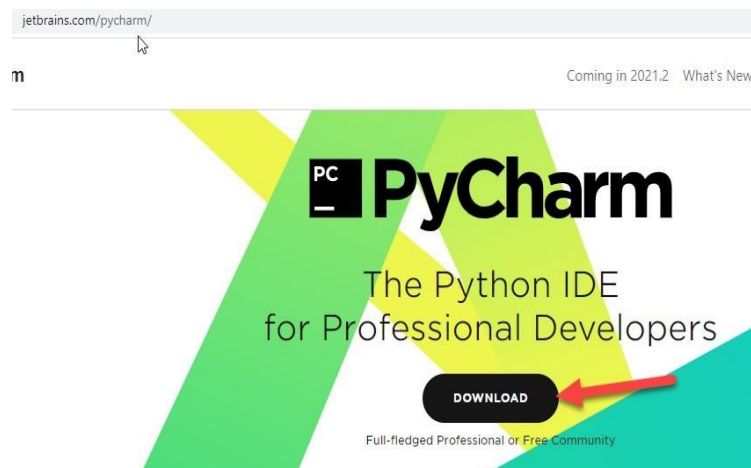 jetbrains.com/pycharm/
m
Coming in 2021.2 What's New
PC
PyCharm
The Python IDE
for Professional Developers
DOWNLOAD
Full-fledged Professional or Free Community